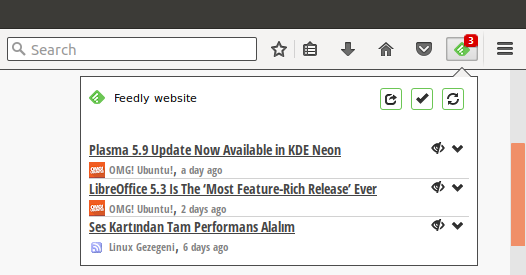 Search
3
Feedly website
Plasma 5.9 Update Now Available in KDE Neon
OMG! Ubuntu!, a day ago
LibreOffice 5.3 Is The ‘Most Feature-Rich Release’ Ever
OMG! Ubuntu!, 2 days ago
Ses Kartından Tam Performans Alalım
Linux Gezegeni, 6 days ago